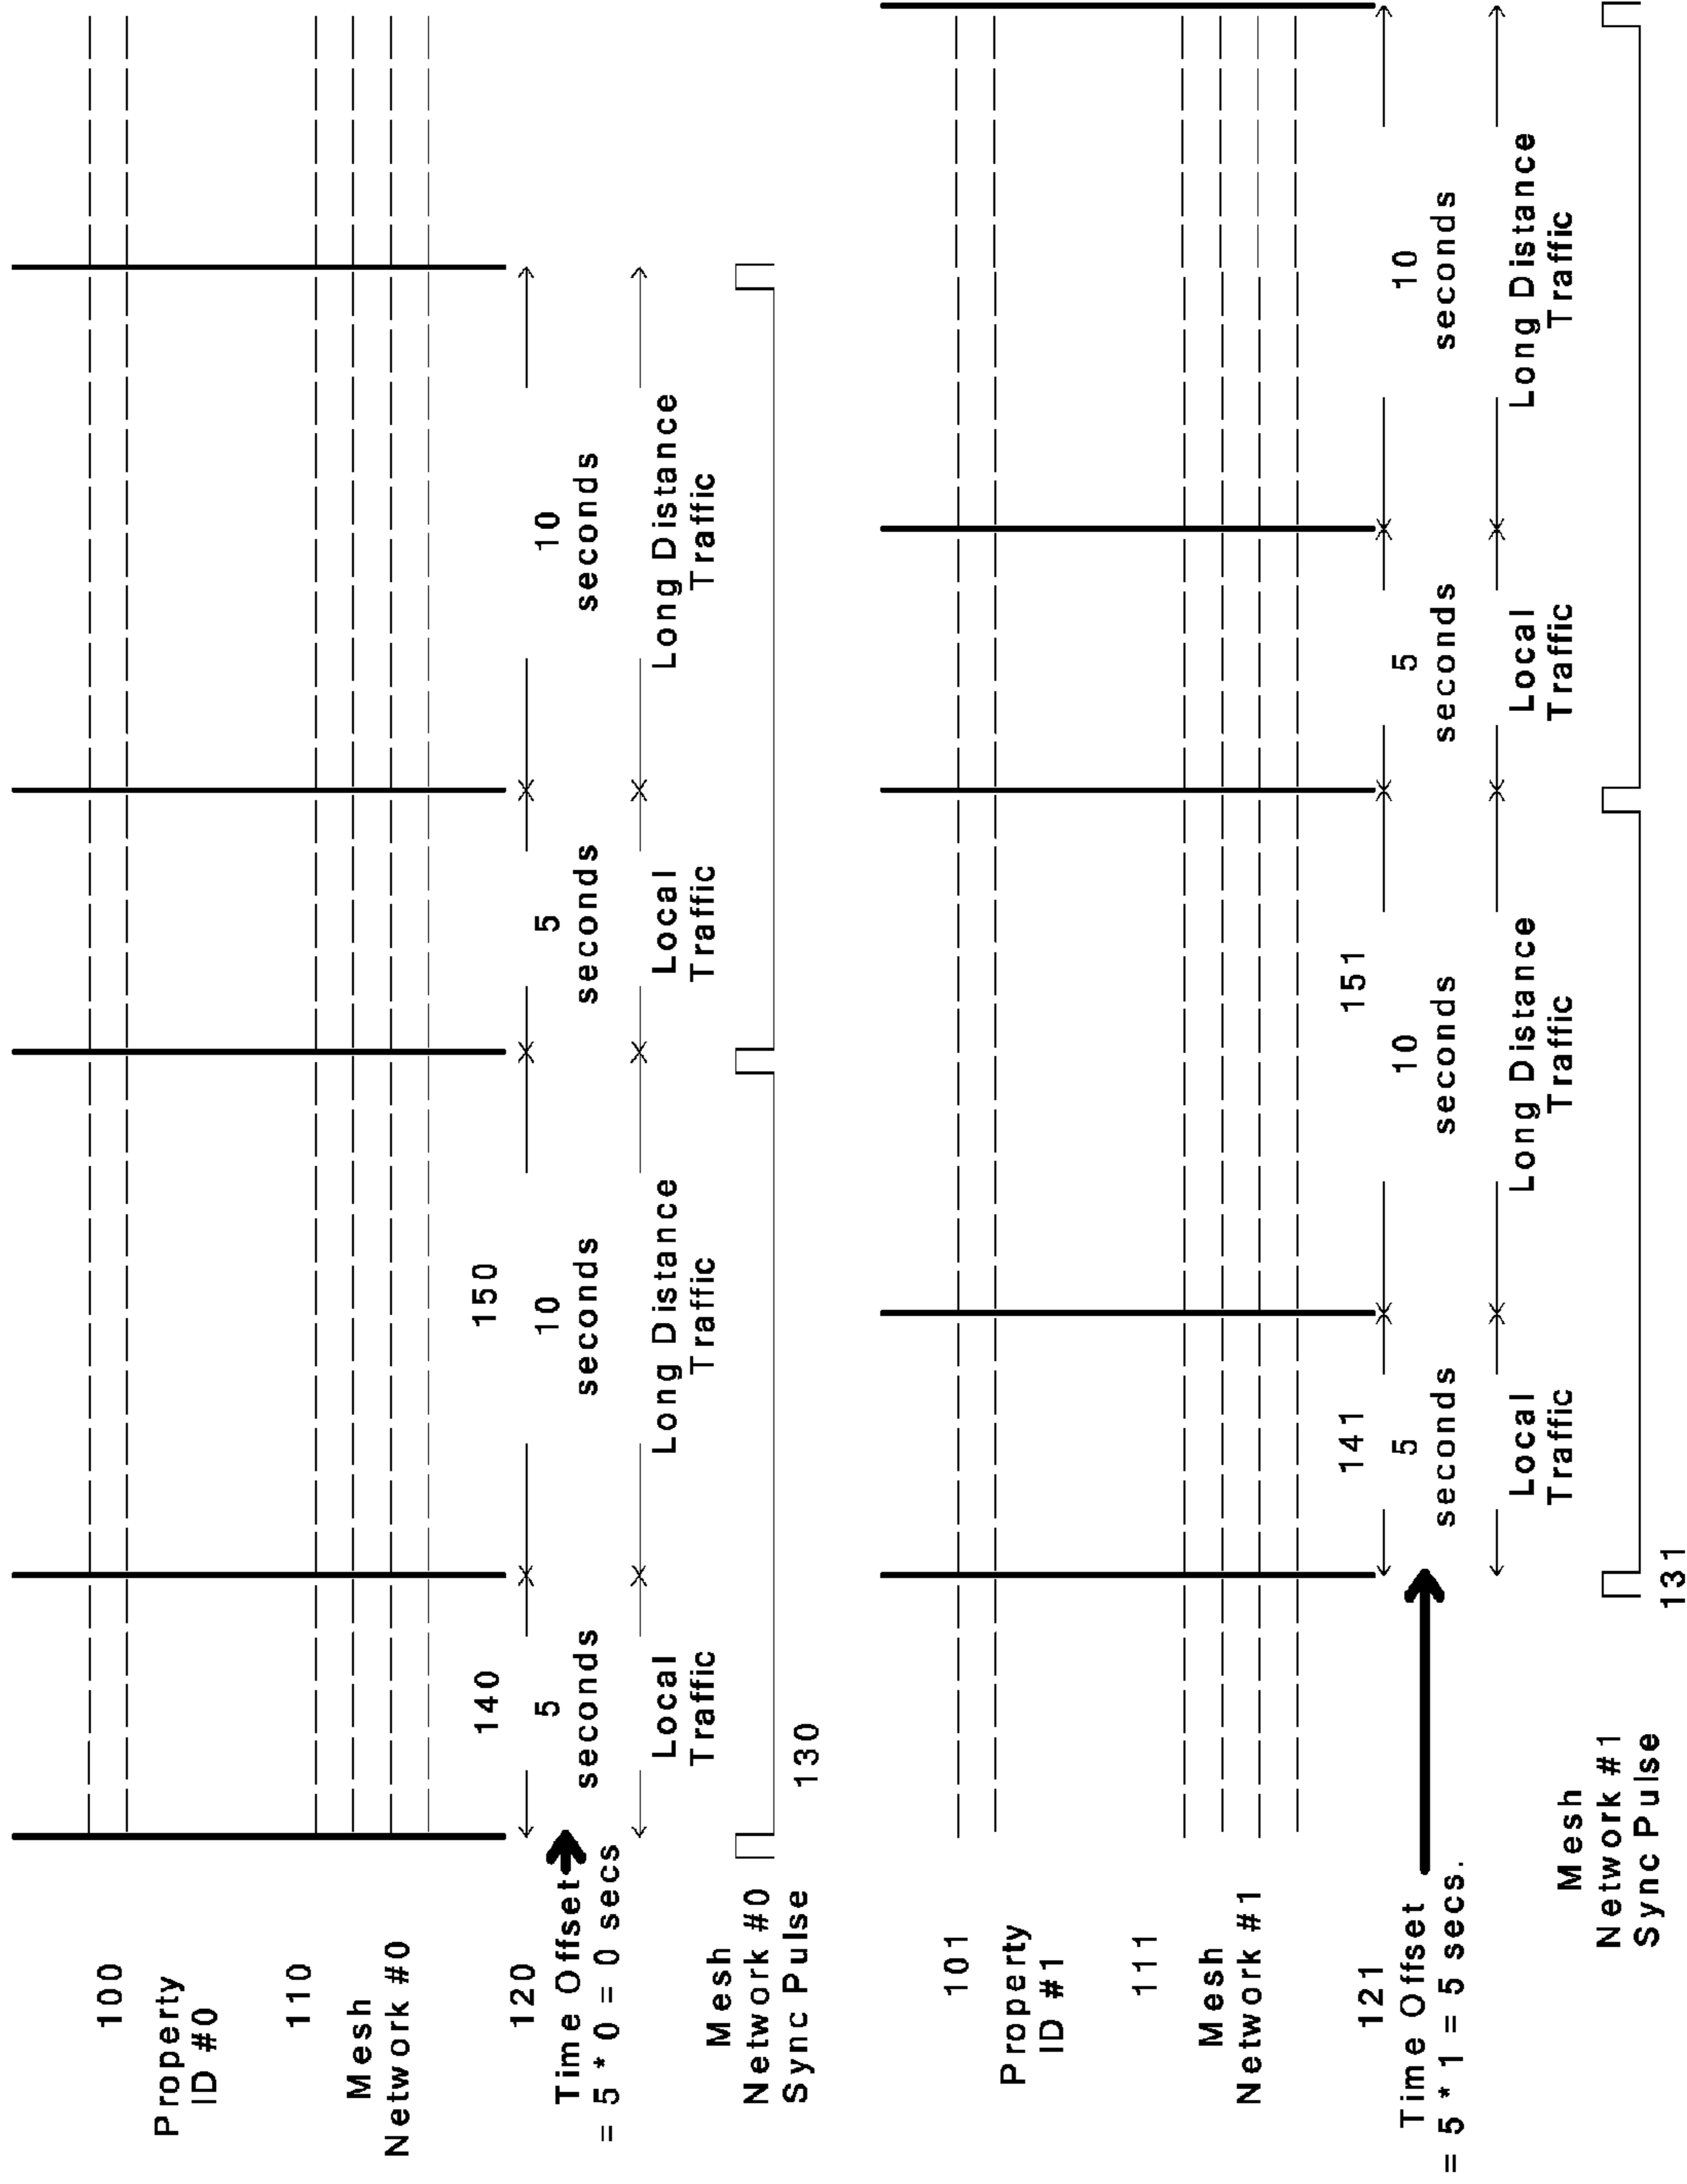 100
Property
ID #0
110
Mesh
Network #0
140
150
120
Time Offset
= 5 * 0 = 0 secs
5
seconds
10
seconds
5
seconds
10
seconds
Local
Traffic
Long Distance
Traffic
Local
Traffic
Long Distance
Traffic
Mesh
Network #0
Sync Pulse
130
101
Property
ID #1
111
Mesh
Network #1
141
151
121
Time Offset
= 5 * 1 = 5 secs.
5
seconds
10
seconds
5
seconds
10
seconds
Local
Traffic
Long Distance
Traffic
Local
Traffic
Long Distance
Traffic
Mesh
Network #1
Sync Pulse
131